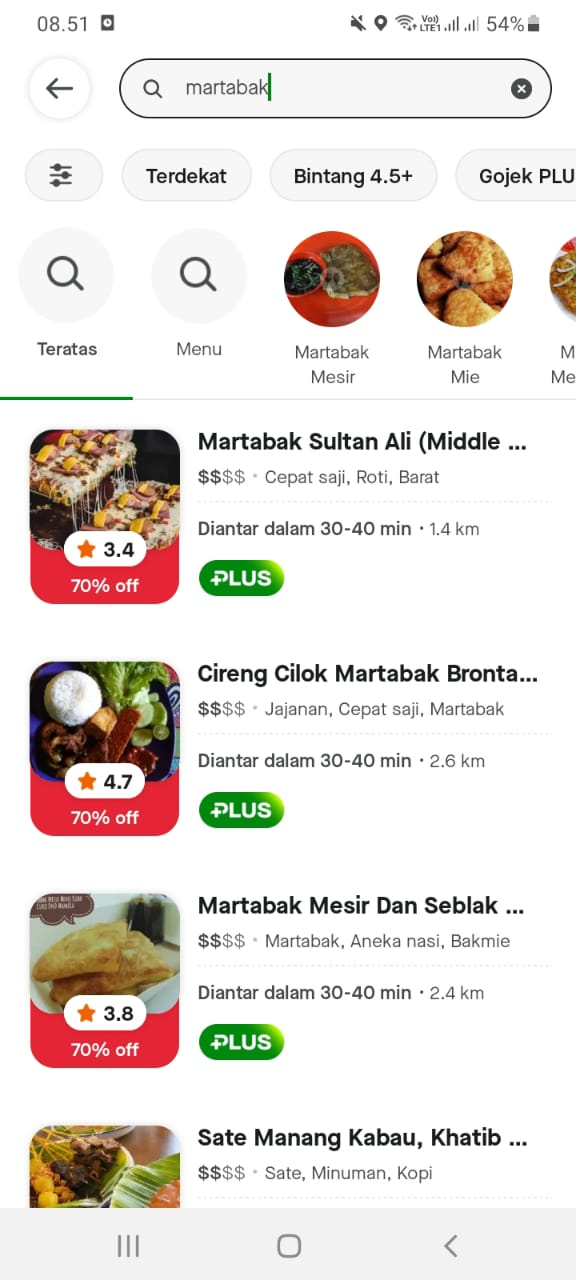 08.51
Vo))
LTE1
54%
martabak
Terdekat
Bintang 4.5+
Gojek PLU
Teratas
Menu
Martabak
Mesir
Martabak
Mie
M
Me
Martabak Sultan Ali (Middle ...
$$$$ • Cepat saji, Roti, Barat
3.4
70% off
Diantar dalam 30-40 min • 1.4 km
PLUS
Cireng Cilok Martabak Bronta...
$$$$ • Jajanan, Cepat saji, Martabak
4.7
70% off
Diantar dalam 30-40 min • 2.6 km
PLUS
Martabak Mesir Dan Seblak ...
$$$$ • Martabak, Aneka nasi, Bakmie
3.8
70% off
Diantar dalam 30-40 min • 2.4 km
PLUS
Sate Manang Kabau, Khatib ...
$$$$ • Sate, Minuman, Kopi